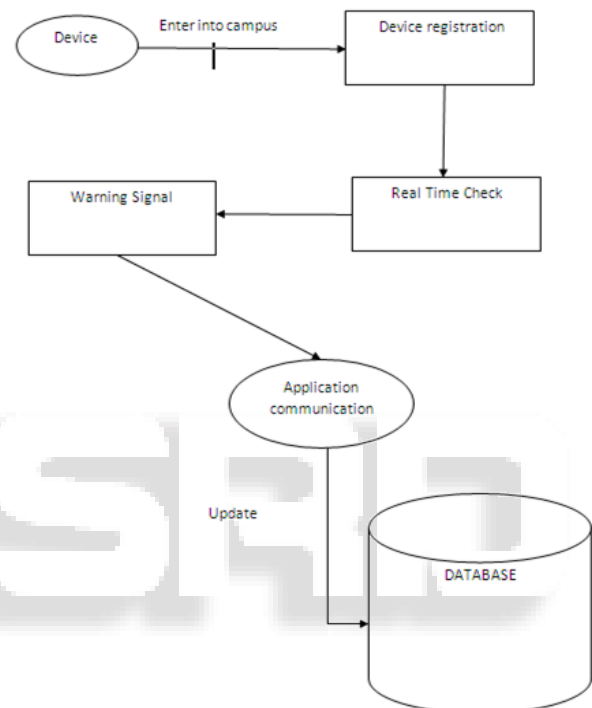 Device
Enter into campus
Device registration
Warning Signal
Real Time Check
Application
communication
Update
DATABASE